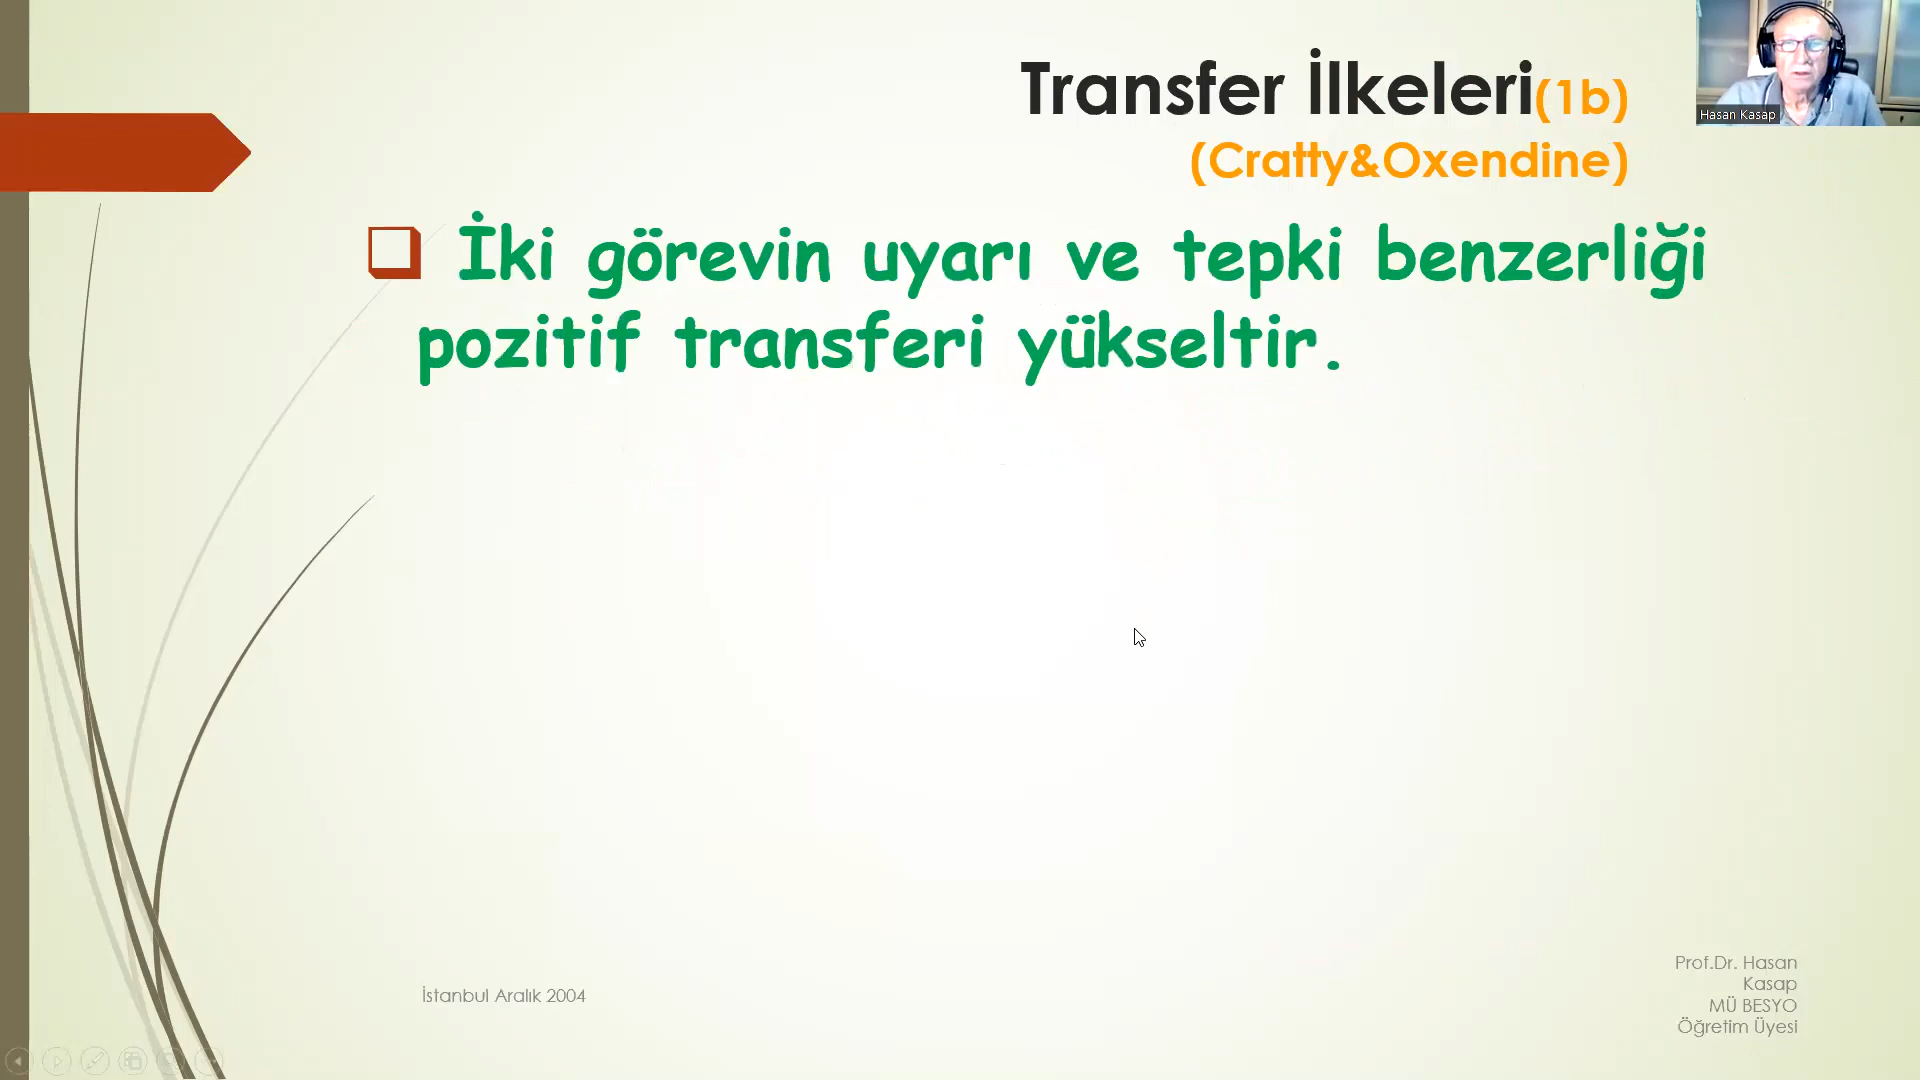 Transfer İlkeleri(1b)
(Cratty&Oxendine)
Hasan Kasap
İki görevin uyarı ve tepki benzerliği
pozitif transferi yükseltir.
İstanbul Aralık 2004
Prof.Dr. Hasan
Kasap
MÜ BESYO
Öğretim Üyesi